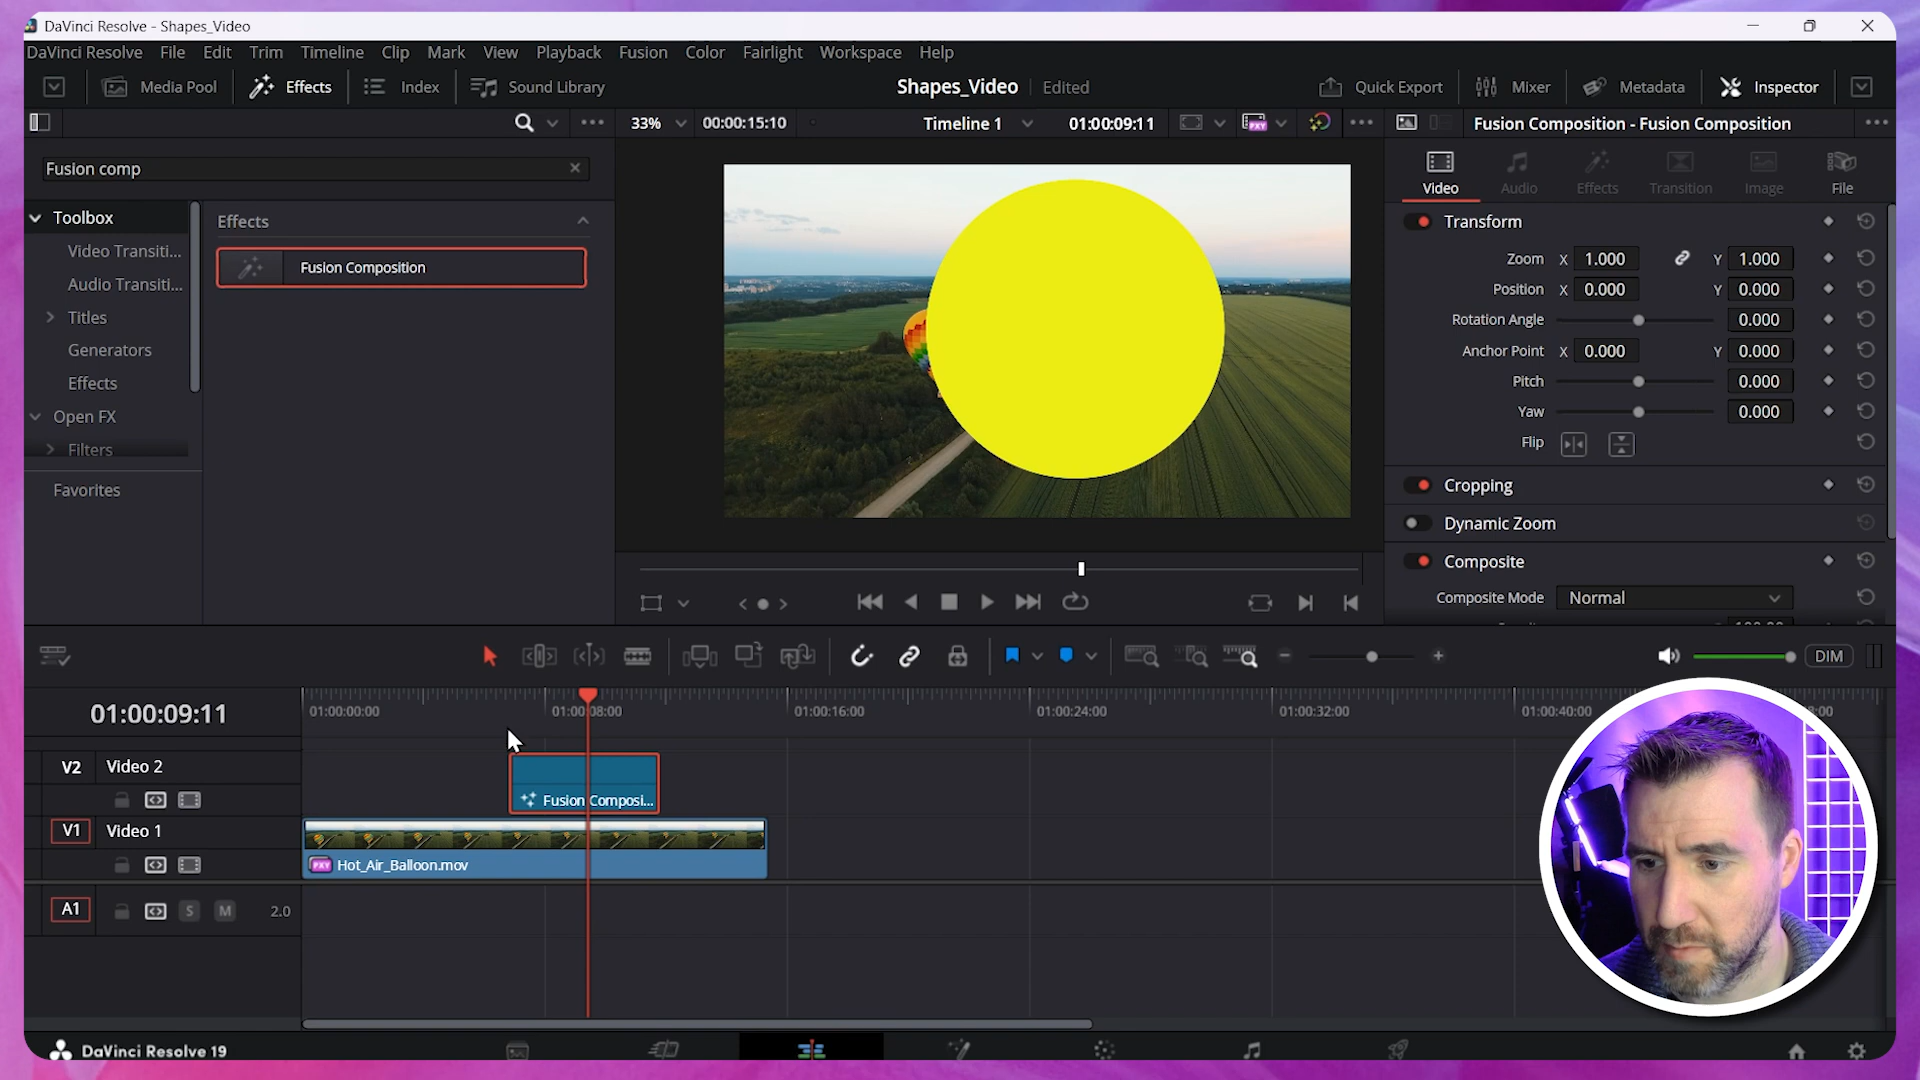 DaVinci Resolve - Shapes_Video
DaVinci Resolve File Edit Trim Timeline Clip Mark View Playback Fusion Color Fairlight Workspace Help
Media Pool Effects Index Sound Library Shapes_Video Edited Quick Export Mixer Metadata Inspector
33% 00:00:15:10 Timeline 1 01:00:09:11 PXY Fusion Composition - Fusion Composition
Fusion comp
Video Audio Effects Transition Image File
Toolbox
Video Transiti...
Audio Transiti...
Titles
Generators
Effects
Open FX
Filters
Favorites
Effects
Fusion Composition
Transform
Zoom X 1.000 Y 1.000
Position X 0.000 Y 0.000
Rotation Angle 0.000
Anchor Point X 0.000 Y 0.000
Pitch 0.000
Yaw 0.000
Flip
Cropping
Dynamic Zoom
Composite
Composite Mode Normal
DIM
01:00:09:11
01:00:00:00 01:00:08:00 01:00:16:00 01:00:24:00 01:00:32:00 01:00:40:00
V2 Video 2
Fusion Composi...
V1 Video 1
PXY Hot_Air_Balloon.mov
A1 S M 2.0
DaVinci Resolve 19